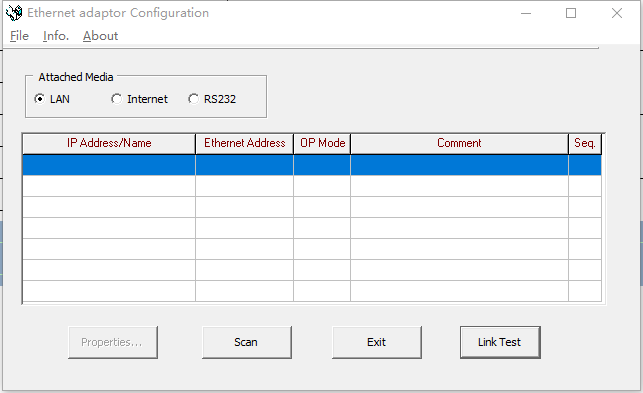 Ethernet adaptor Configuration
File Info. About
Attached Media
LAN Internet RS232
IP Address/Name Ethernet Address OP Mode Comment Seq.
Properties... Scan Exit Link Test